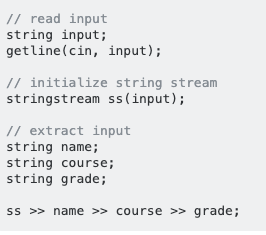 // read input
string input;
getline(cin, input);
// initialize string stream
stringstream ss(input);
// extract input
string name;
string course;
string grade;
ss >> name >> course >> grade;